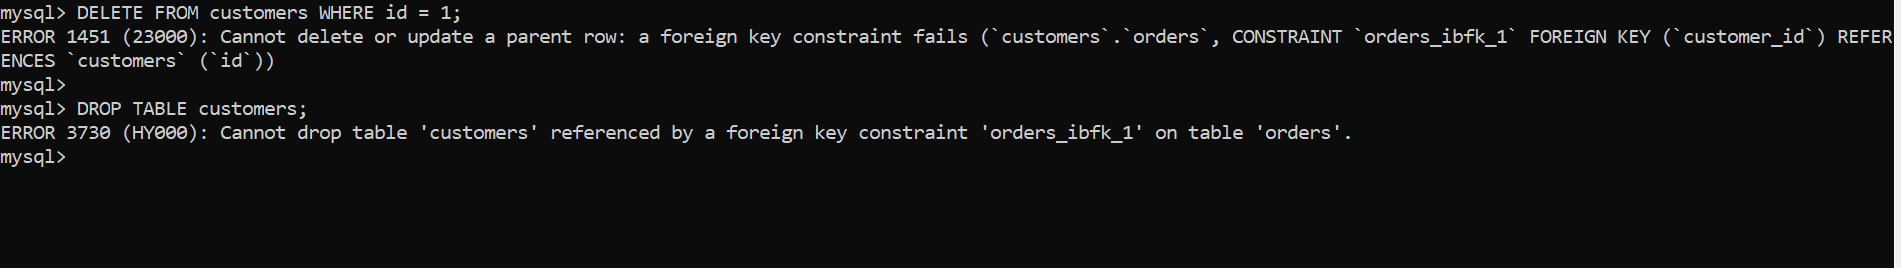 mysql> DELETE FROM customers WHERE id = 1;
ERROR 1451 (23000): Cannot delete or update a parent row: a foreign key constraint fails (`customers`.`orders`, CONSTRAINT `orders_ibfk_1` FOREIGN KEY (`customer_id`) REFER
ENCES `customers` (`id`))
mysql>
mysql> DROP TABLE customers;
ERROR 3730 (HY000): Cannot drop table 'customers' referenced by a foreign key constraint 'orders_ibfk_1' on table 'orders'.
mysql>